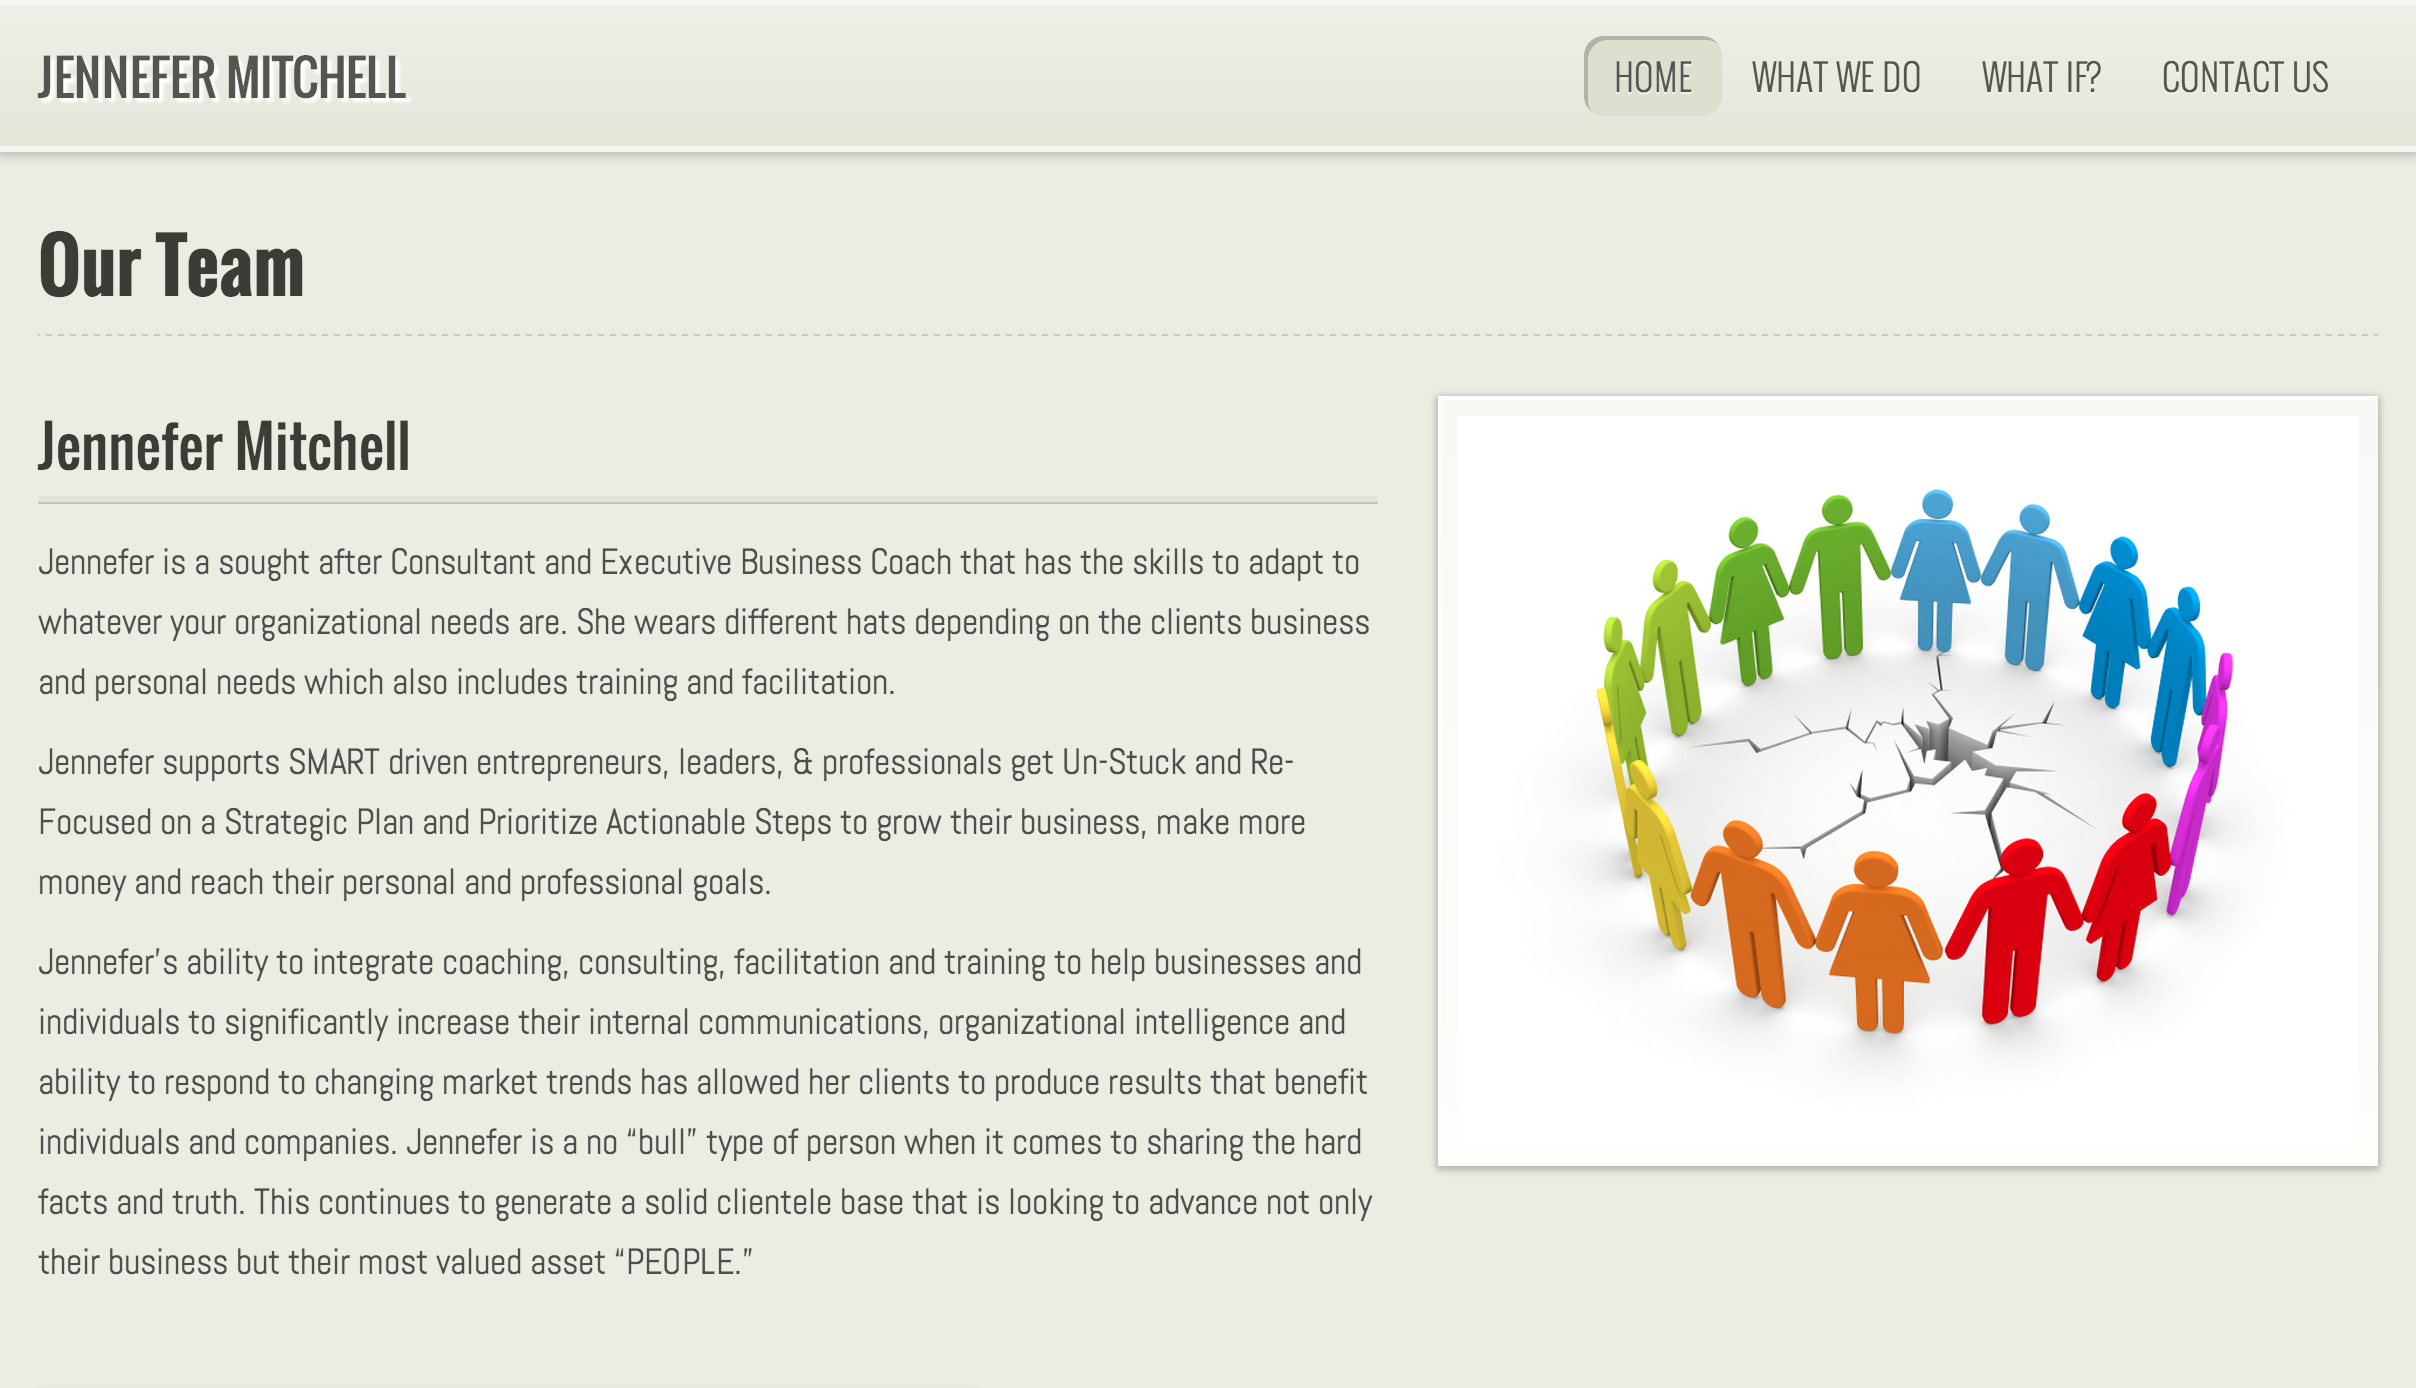 JENNEFER MITCHELL
HOME WHAT WE DO WHAT IF? CONTACT US
Our Team
Jennefer Mitchell
Jennefer is a sought after Consultant and Executive Business Coach that has the skills to adapt to
whatever your organizational needs are. She wears different hats depending on the clients business
and personal needs which also includes training and facilitation.
Jennefer supports SMART driven entrepreneurs, leaders, & professionals get Un-Stuck and Re-
Focused on a Strategic Plan and Prioritize Actionable Steps to grow their business, make more
money and reach their personal and professional goals.
Jennefer’s ability to integrate coaching, consulting, facilitation and training to help businesses and
individuals to significantly increase their internal communications, organizational intelligence and
ability to respond to changing market trends has allowed her clients to produce results that benefit
individuals and companies. Jennefer is a no “bull” type of person when it comes to sharing the hard
facts and truth. This continues to generate a solid clientele base that is looking to advance not only
their business but their most valued asset “PEOPLE.”